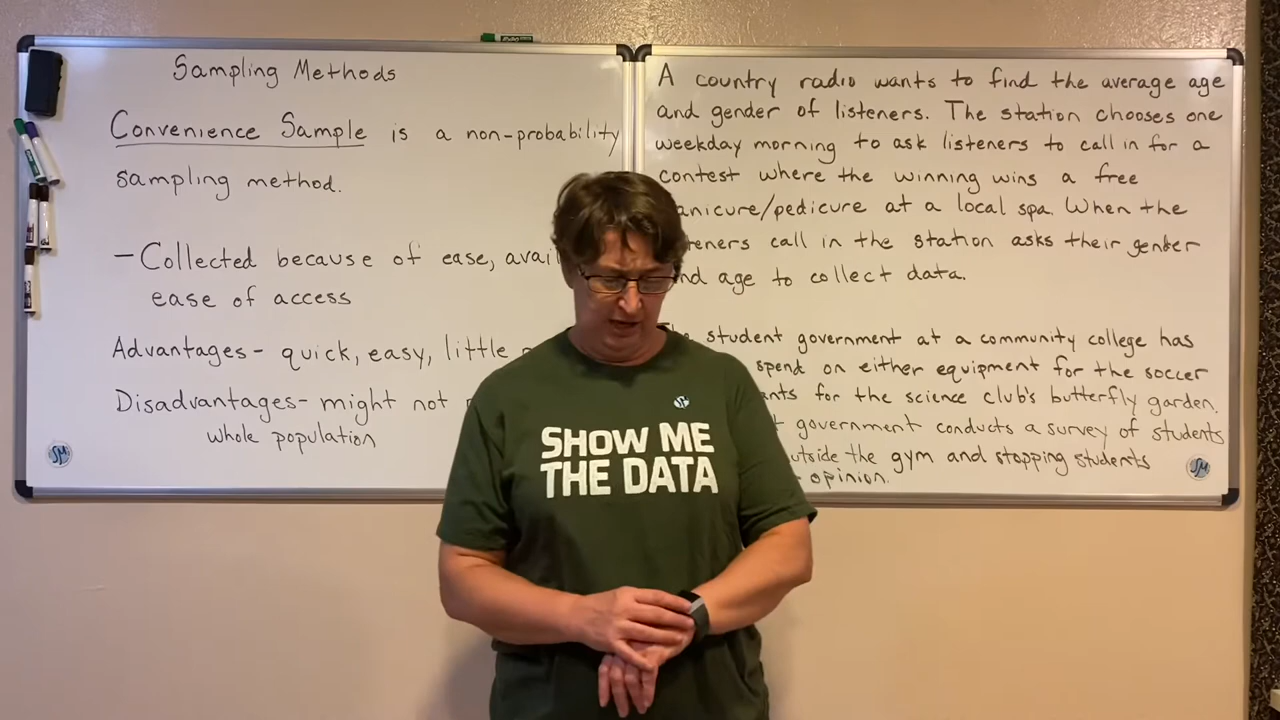 Sampling Methods
Convenience Sample is a non-probability
sampling method.
- Collected because of ease,
ease of access
Advantages- quick, easy, little
Disadvantages- might not
whole population
SM
A country radio wants to find the average age
and gender of listeners. The station chooses one
weekday morning to ask listeners to call in for a
contest where the winning wins a free
manicure/pedicure at a local spa. When the
call in the station asks their gender
and age to collect data.
student government at a community college has
spend on either equipment for the soccer
for the science club's butterfly garden.
government conducts a survey of students
outside the gym and stopping students
opinion.
SM
SHOW ME
THE DATA